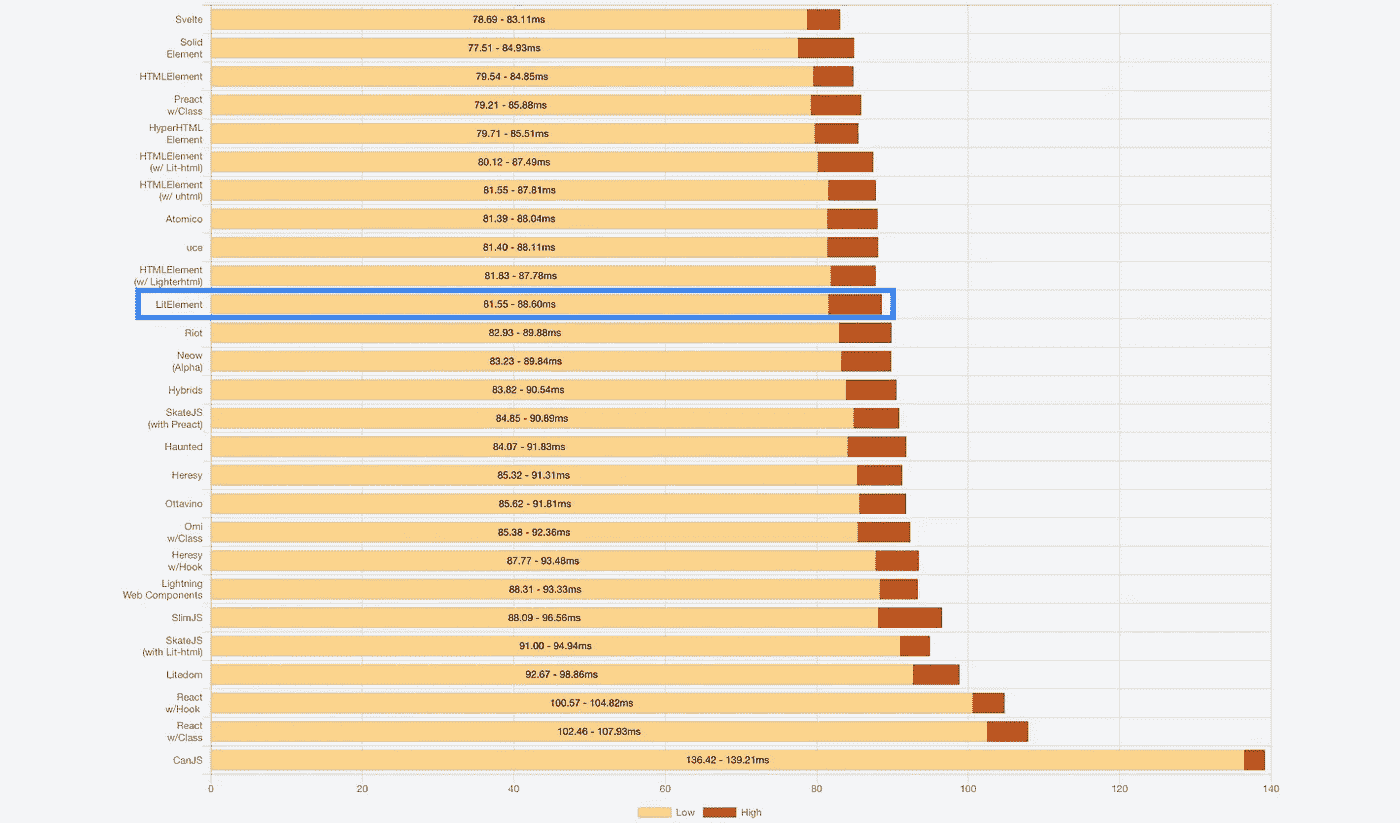 Svelte
78.69 - 83.11ms
Solid
Element
77.51 - 84.93ms
HTMLElement
79.54 - 84.85ms
Preact
w/Class
79.21 - 85.88ms
HyperHTML
Element
79.71 - 85.51ms
HTMLElement
(w/ Lit-html)
80.12 - 87.49ms
HTMLElement
(w/ uhtml)
81.55 - 87.81ms
Atomico
81.39 - 88.04ms
uce
81.40 - 88.11ms
HTMLElement
(w/ Lighterhtml)
81.83 - 87.78ms
LitElement
81.55 - 88.60ms
Riot
82.93 - 89.88ms
Neow
(Alpha)
83.23 - 89.84ms
Hybrids
83.82 - 90.54ms
SkateJS
(with Preact)
84.85 - 90.89ms
Haunted
84.07 - 91.83ms
Heresy
85.32 - 91.31ms
Ottavino
85.62 - 91.81ms
Omi
w/Class
85.38 - 92.36ms
Heresy
w/Hook
87.77 - 93.48ms
Lightning
Web Components
88.31 - 93.33ms
SlimJS
88.09 - 96.56ms
SkateJS
(with Lit-html)
91.00 - 94.94ms
Litedom
92.67 - 98.86ms
React
w/Hook
100.57 - 104.82ms
React
w/Class
102.46 - 107.93ms
CanJS
136.42 - 139.21ms
0 20 40 60 80 100 120 140
Low High